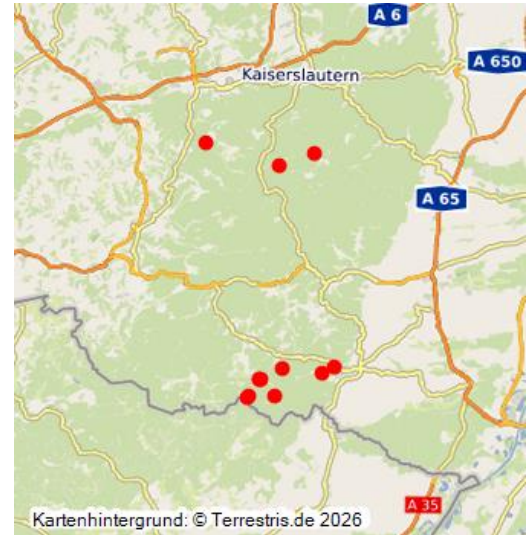 A 6
A 650
Kaiserslautern
A 65
A 35
Kartenhintergrund: © Terrestris.de 2026